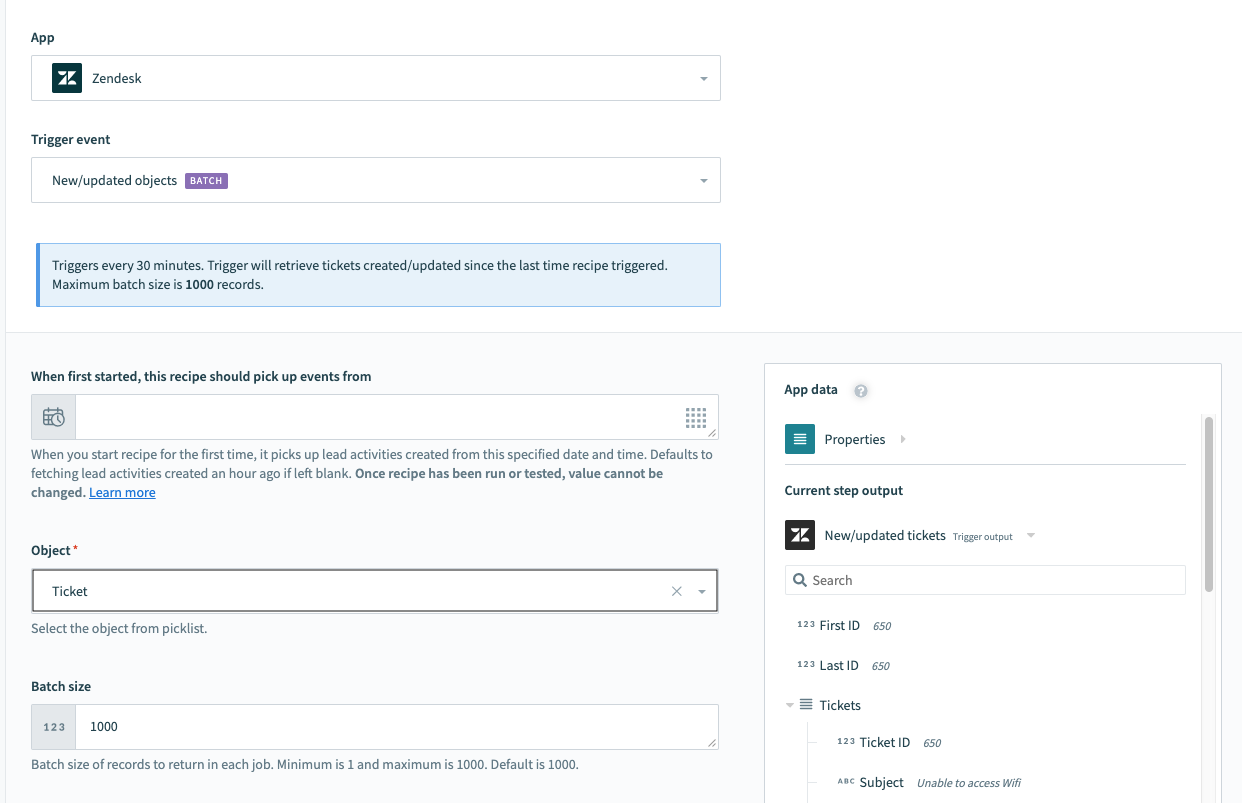 App
Zendesk
Trigger event
New/updated objects BATCH
Triggers every 30 minutes. Trigger will retrieve tickets created/updated since the last time recipe triggered.
Maximum batch size is 1000 records.
When first started, this recipe should pick up events from
When you start recipe for the first time, it picks up lead activities created from this specified date and time. Defaults to
fetching lead activities created an hour ago if left blank. Once recipe has been run or tested, value cannot be
changed. Learn more
Object *
Ticket
Select the object from picklist.
Batch size
123 1000
Batch size of records to return in each job. Minimum is 1 and maximum is 1000. Default is 1000.
App data ?
Properties
Current step output
New/updated tickets Trigger output
Search
123 First ID 650
123 Last ID 650
Tickets
123 Ticket ID 650
ABC Subject Unable to access Wifi